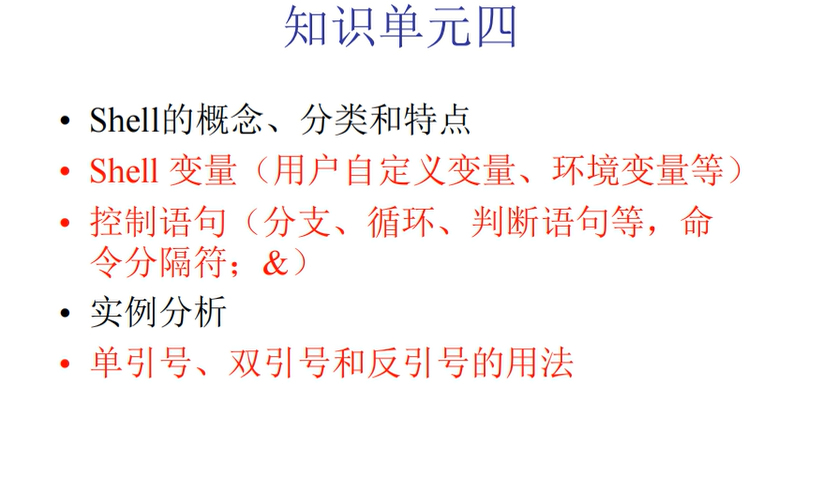 知识单元四
• Shell的概念、分类和特点
• Shell 变量（用户自定义变量、环境变量等）
• 控制语句（分支、循环、判断语句等，命
令分隔符；&）
• 实例分析
• 单引号、双引号和反引号的用法